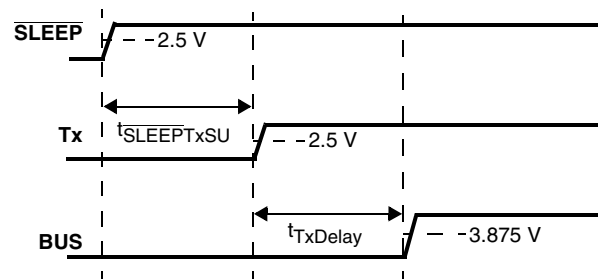 SLEEP
2.5 V
tSLEEPTxSU
Tx
2.5 V
tTxDelay
BUS
3.875 V